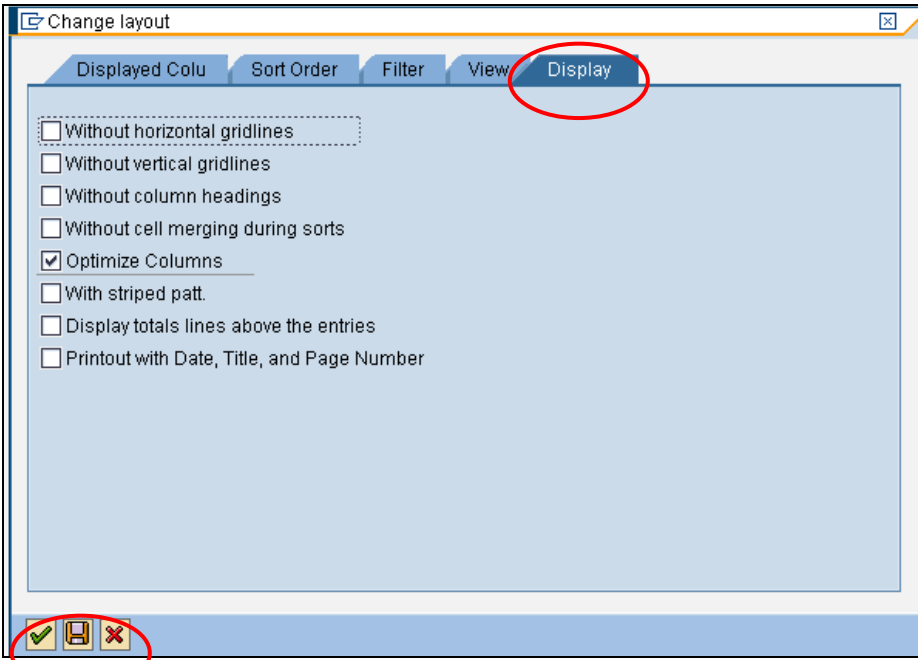 Change layout
Displayed Colu Sort Order Filter View Display
Without horizontal gridlines
Without vertical gridlines
Without column headings
Without cell merging during sorts
Optimize Columns
With striped patt.
Display totals lines above the entries
Printout with Date, Title, and Page Number